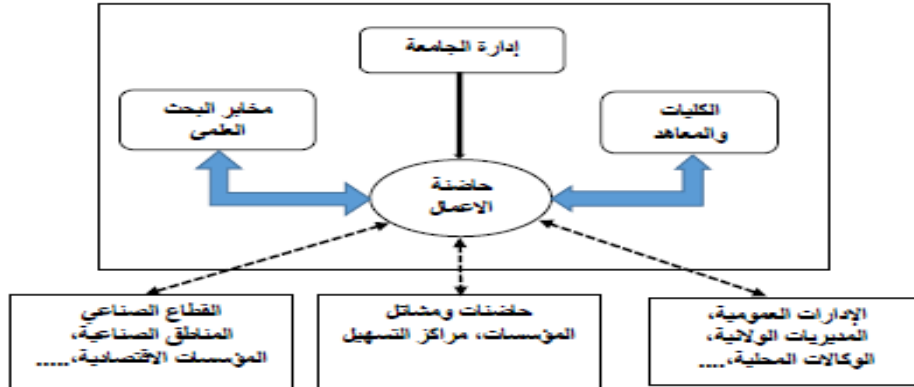 إدارة الجامعة
الكليات
والمعاهد
مخابر البحث
العلمي
حاضنة
الاعمال
الإدارات العمومية،
المديريات الولائية،
الوكالات المحلية،....
حاضنات ومشاتل
المؤسسات، مراكز التسهيل
القطاع الصناعي
المناطق الصناعية،
المؤسسات الاقتصادية،.....